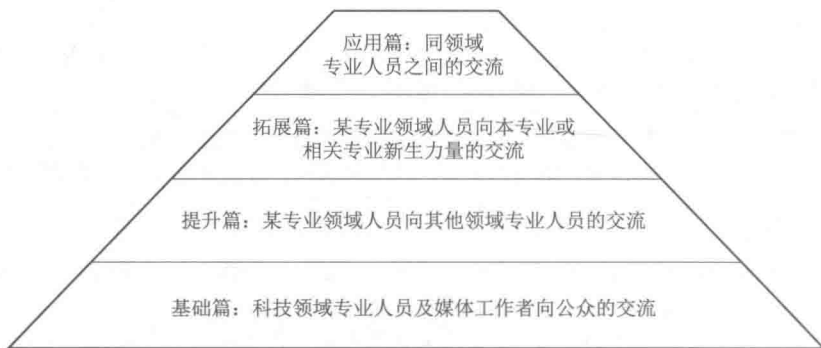 应用篇：同领域
专业人员之间的交流
拓展篇：某专业领域人员向本专业或
相关专业新生力量的交流
提升篇：某专业领域人员向其他领域专业人员的交流
基础篇：科技领域专业人员及媒体工作者向公众的交流